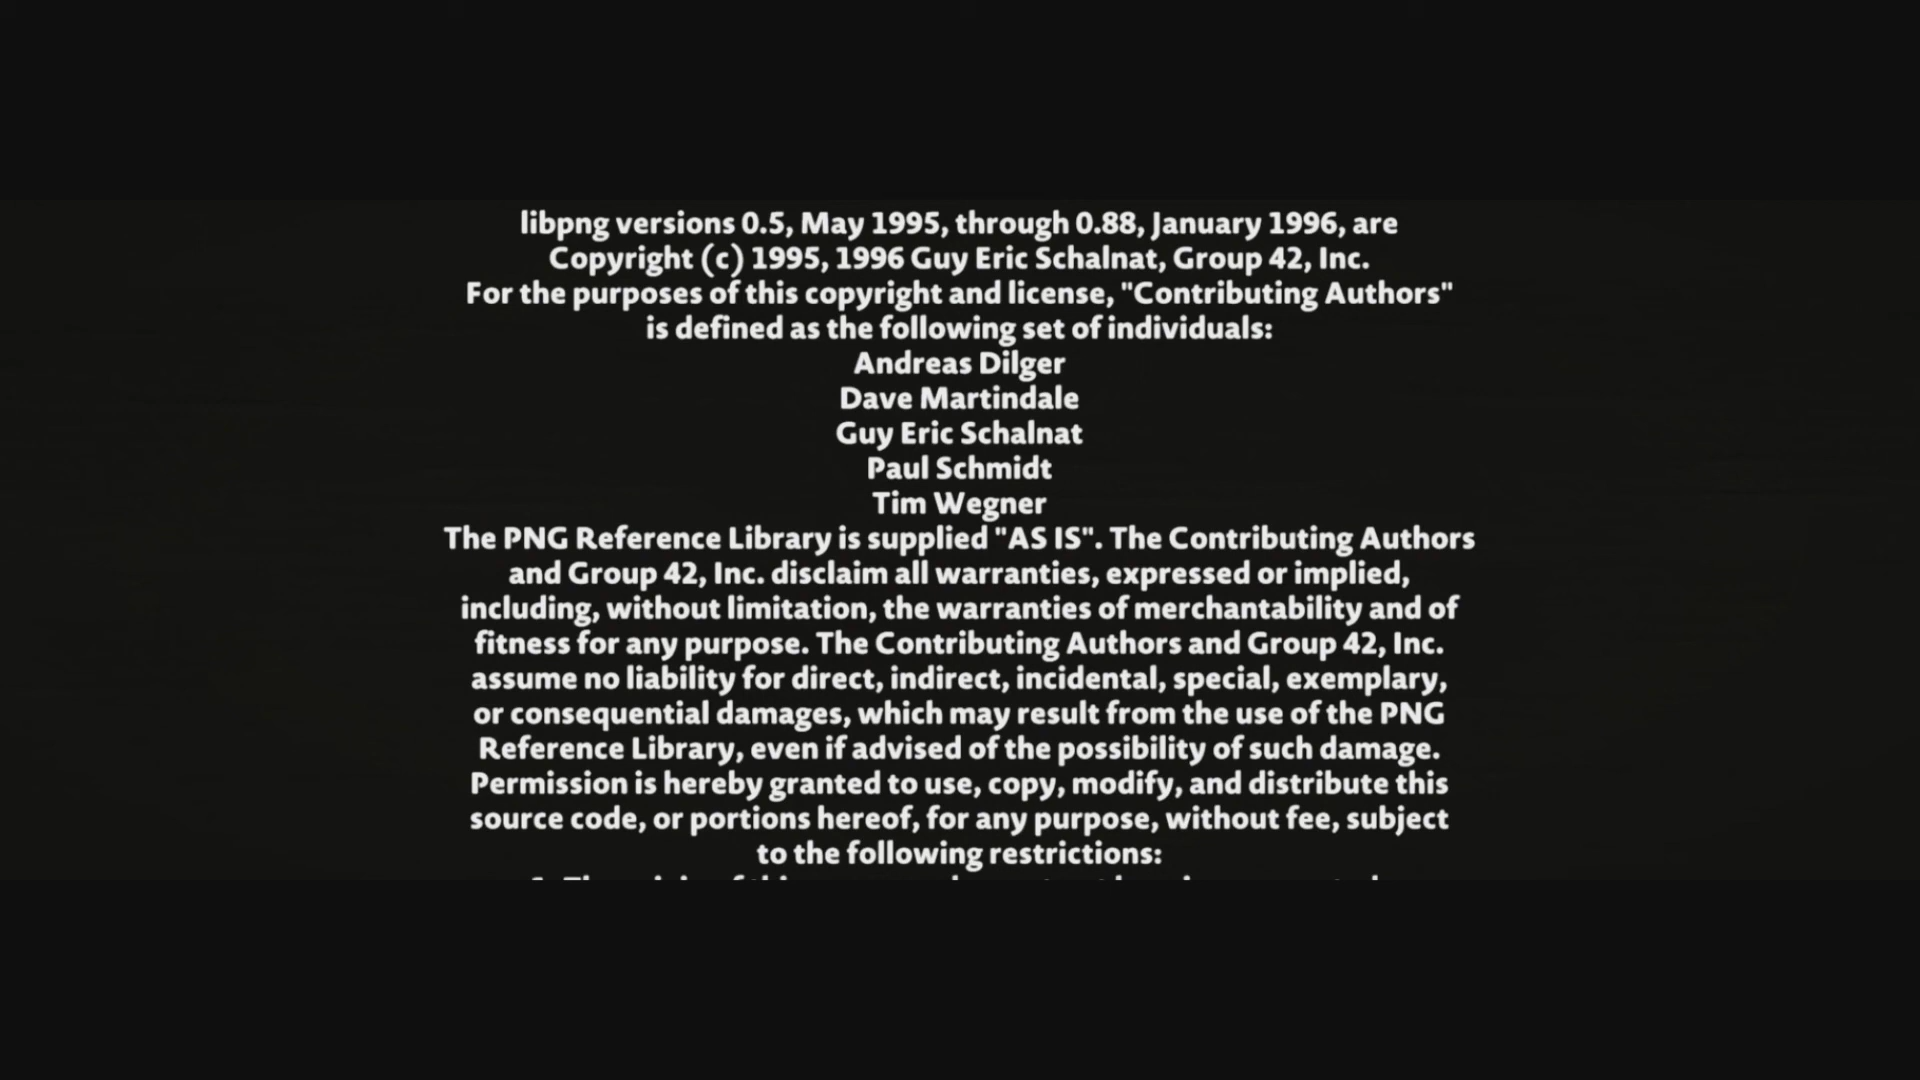 libpng versions 0.5, May 1995, through 0.88, January 1996, are
Copyright (c) 1995, 1996 Guy Eric Schalnat, Group 42, Inc.
For the purposes of this copyright and license, "Contributing Authors"
is defined as the following set of individuals:
Andreas Dilger
Dave Martindale
Guy Eric Schalnat
Paul Schmidt
Tim Wegner
The PNG Reference Library is supplied "AS IS". The Contributing Authors
and Group 42, Inc. disclaim all warranties, expressed or implied,
including, without limitation, the warranties of merchantability and of
fitness for any purpose. The Contributing Authors and Group 42, Inc.
assume no liability for direct, indirect, incidental, special, exemplary,
or consequential damages, which may result from the use of the PNG
Reference Library, even if advised of the possibility of such damage.
Permission is hereby granted to use, copy, modify, and distribute this
source code, or portions hereof, for any purpose, without fee, subject
to the following restrictions: